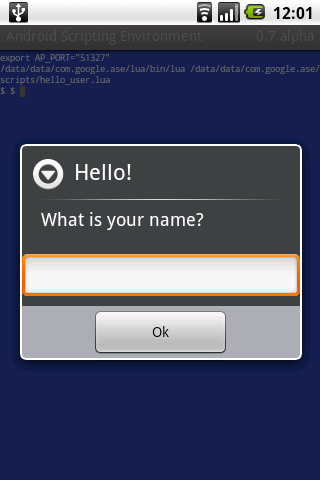 12:01
Android Scripting Environment 0.7 alpha
export AP_PORT="51327"
/data/data/com.google.ase/lua/bin/lua /data/data/com.google.ase/
scripts/hello_user.lua
$ $
Hello!
What is your name?
Ok